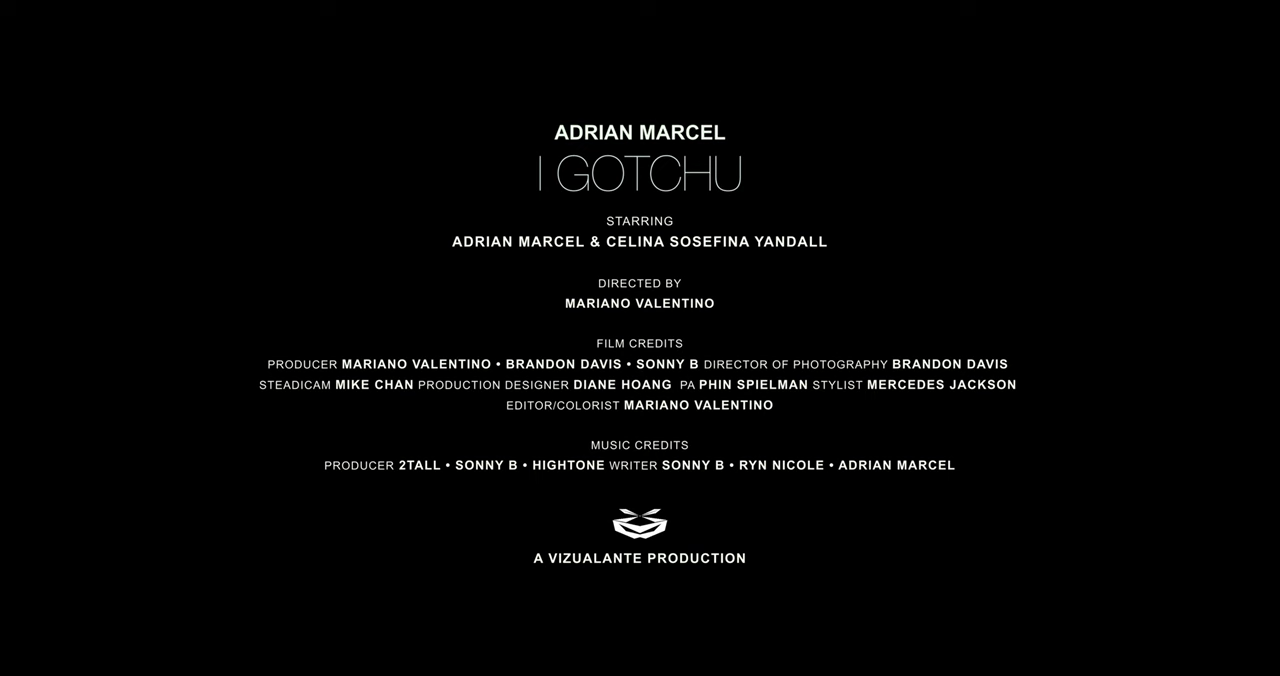 ADRIAN MARCEL
I GOTCHU
STARRING
ADRIAN MARCEL & CELINA SOSEFINA YANDALL
DIRECTED BY
MARIANO VALENTINO
FILM CREDITS
PRODUCER MARIANO VALENTINO • BRANDON DAVIS • SONNY B DIRECTOR OF PHOTOGRAPHY BRANDON DAVIS
STEADICAM MIKE CHAN PRODUCTION DESIGNER DIANE HOANG PA PHIN SPIELMAN STYLIST MERCEDES JACKSON
EDITOR/COLORIST MARIANO VALENTINO
MUSIC CREDITS
PRODUCER 2TALL • SONNY B • HIGHTONE WRITER SONNY B • RYN NICOLE • ADRIAN MARCEL
A VIZUALANTE PRODUCTION